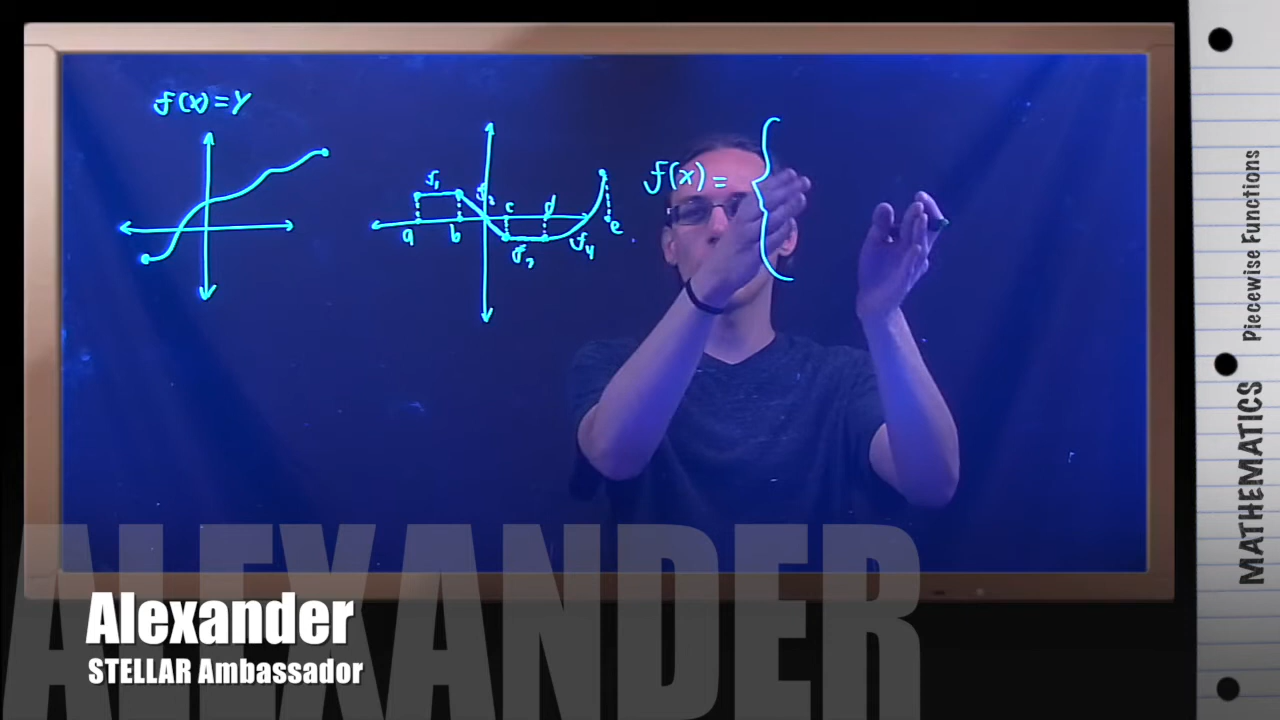 f(x)=y
f1
f2
c
d
a
b
f3
f4
e
f(x)= {
ALEXANDER
Alexander
STELLAR Ambassador
MATHEMATICS
Piecewise Functions